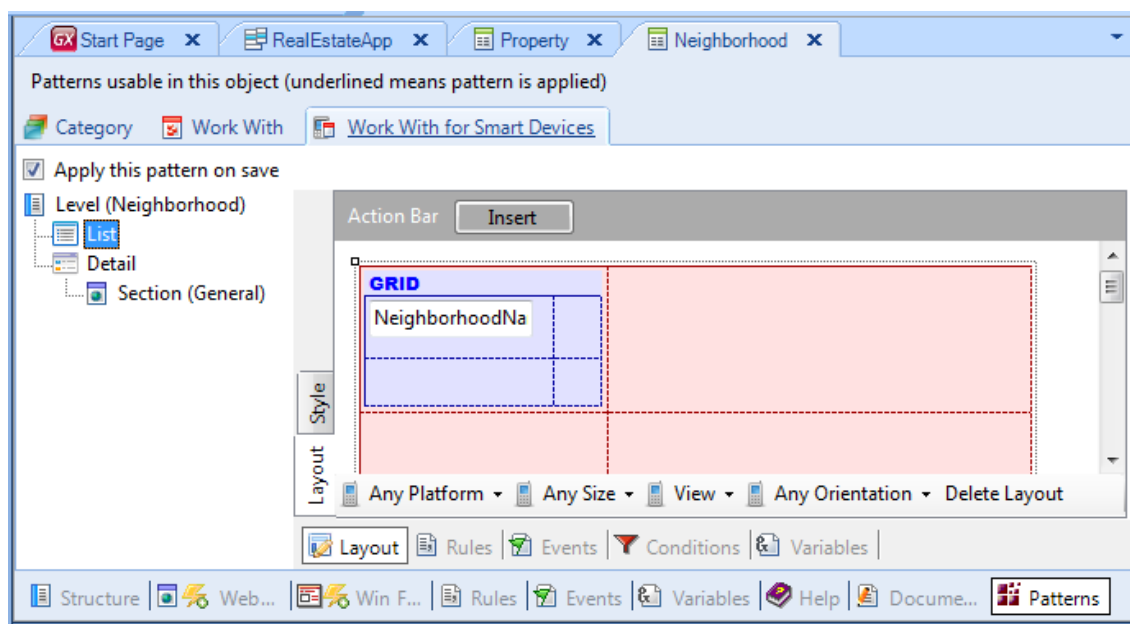 GX Start Page x RealEstateApp x Property x Neighborhood x
Patterns usable in this object (underlined means pattern is applied)
Category Work With Work With for Smart Devices
Apply this pattern on save
Level (Neighborhood)
List
Detail
Section (General)
Action Bar Insert
GRID
NeighborhoodNa
Style
Layout
Any Platform Any Size View Any Orientation Delete Layout
Layout Rules Events Conditions & Variables
Structure Web... Win F... Rules Events & Variables Help Docume... Patterns